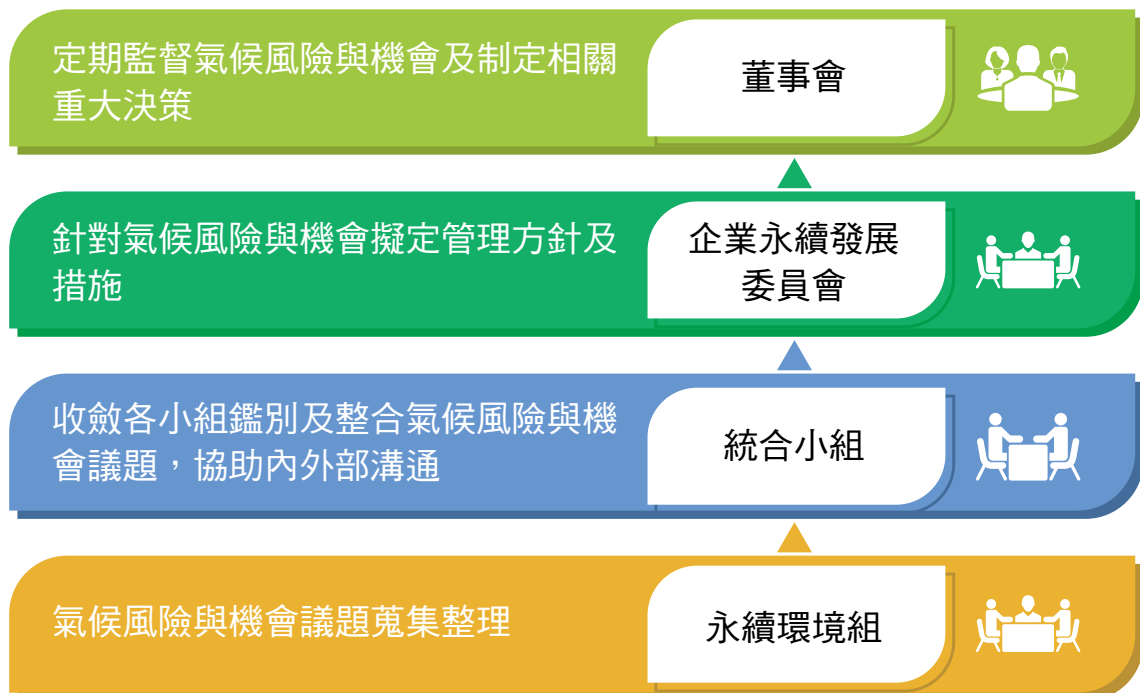 定期監督氣候風險與機會及制定相關
重大決策
董事會
針對氣候風險與機會擬定管理方針及
措施
企業永續發展
委員會
收斂各小組鑑別及整合氣候風險與機
會議題，協助內外部溝通
統合小組
氣候風險與機會議題蒐集整理
永續環境組